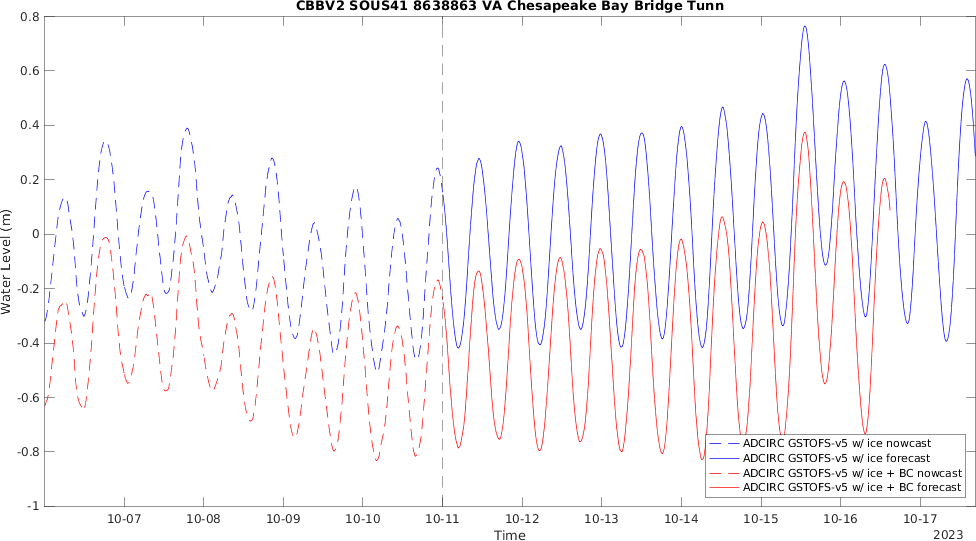 CBBV2 SOUS41 8638863 VA Chesapeake Bay Bridge Tunn
0.8
0.6
0.4
0.2
0
-0.2
-0.4
-0.6
-0.8
-1
Water Level (m)
ADCIRC GSTOFS-v5 w/ ice nowcast
ADCIRC GSTOFS-v5 w/ ice forecast
ADCIRC GSTOFS-v5 w/ ice + BC nowcast
ADCIRC GSTOFS-v5 w/ ice + BC forecast
10-07 10-08 10-09 10-10 10-11 10-12 10-13 10-14 10-15 10-16 10-17
Time 2023